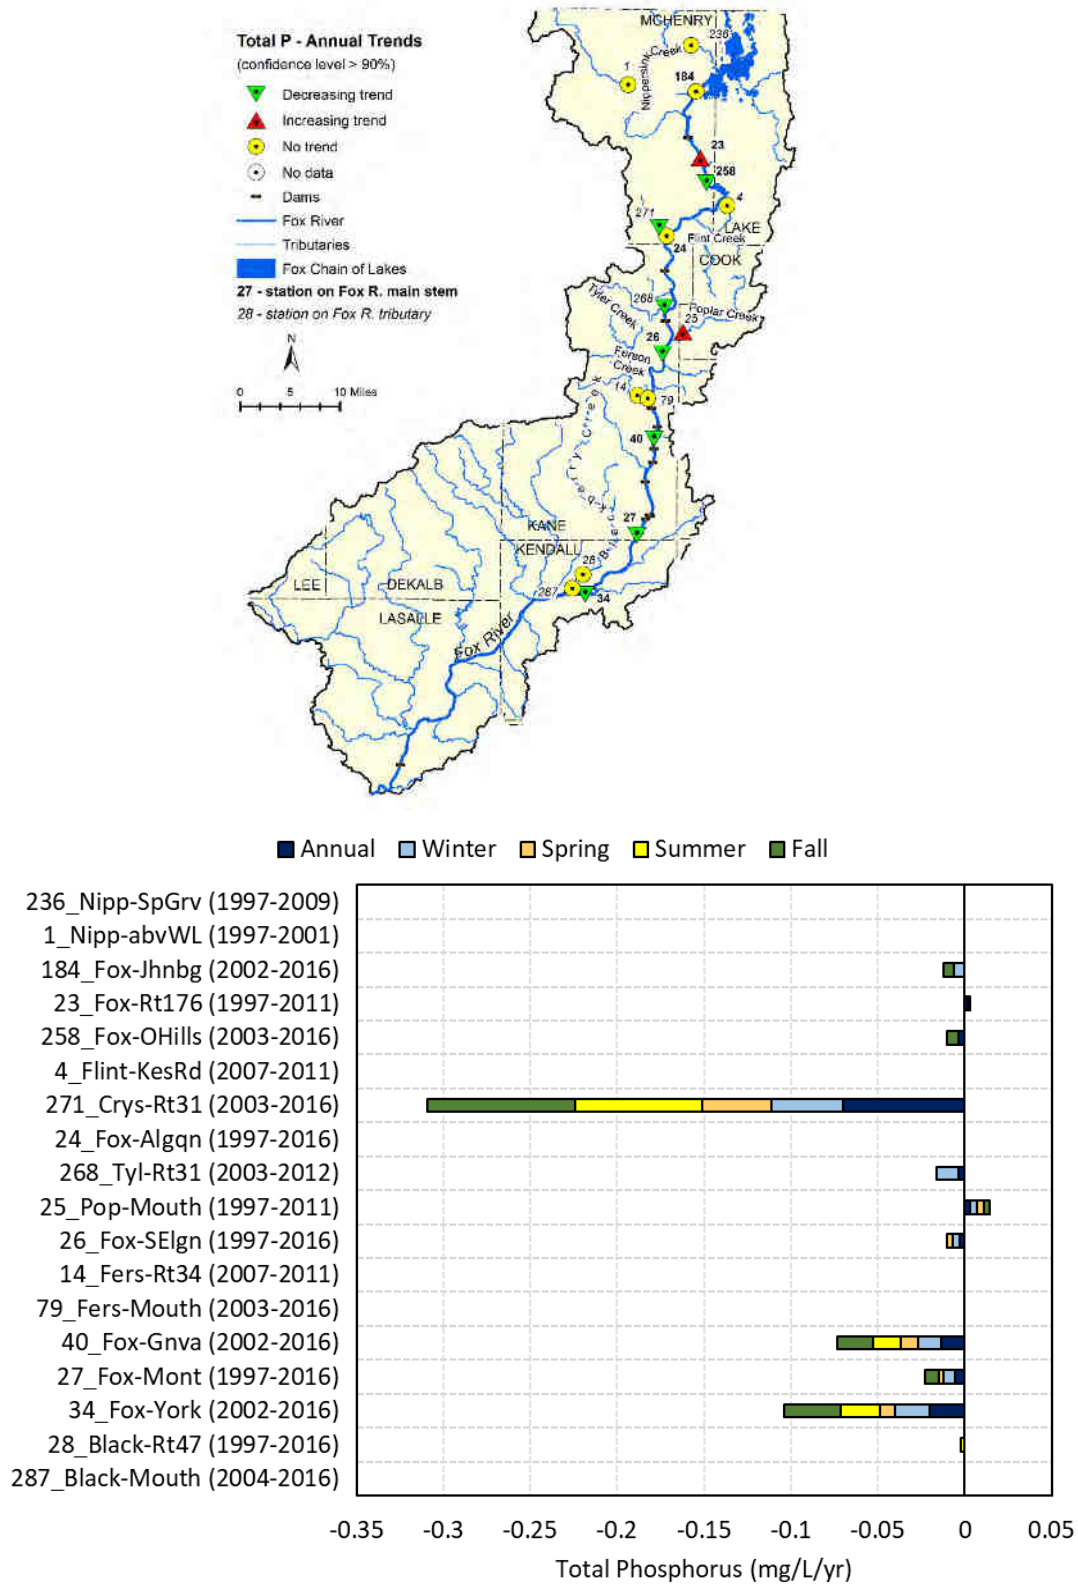 Total P - Annual Trends
(confidence level > 90%)
Decreasing trend
Increasing trend
No trend
No data
Dams
Fox River
Tributaries
Fox Chain of Lakes
27 - station on Fox R. main stem
28 - station on Fox R. tributary
N
0 5 10 Miles
MCHENRY
236
Nippersink Creek
1
184
23
258
4
271
LAKE
Flint Creek
24
COOK
268
Tyler Creek
Poplar Creek
25
26
Ferson
Creek
14
79
Blackberry Creek
40
27
KANE
KENDALL
28
287
34
LEE
DEKALB
LASALLE
Fox River
Annual Winter Spring Summer Fall
236_Nipp-SpGrv (1997-2009)
1_Nipp-abvWL (1997-2001)
184_Fox-Jhnbg (2002-2016)
23_Fox-Rt176 (1997-2011)
258_Fox-OHills (2003-2016)
4_Flint-KesRd (2007-2011)
271_Crys-Rt31 (2003-2016)
24_Fox-Algqn (1997-2016)
268_Tyl-Rt31 (2003-2012)
25_Pop-Mouth (1997-2011)
26_Fox-SElgn (1997-2016)
14_Fers-Rt34 (2007-2011)
79_Fers-Mouth (2003-2016)
40_Fox-Gnva (2002-2016)
27_Fox-Mont (1997-2016)
34_Fox-York (2002-2016)
28_Black-Rt47 (1997-2016)
287_Black-Mouth (2004-2016)
-0.35 -0.3 -0.25 -0.2 -0.15 -0.1 -0.05 0 0.05
Total Phosphorus (mg/L/yr)